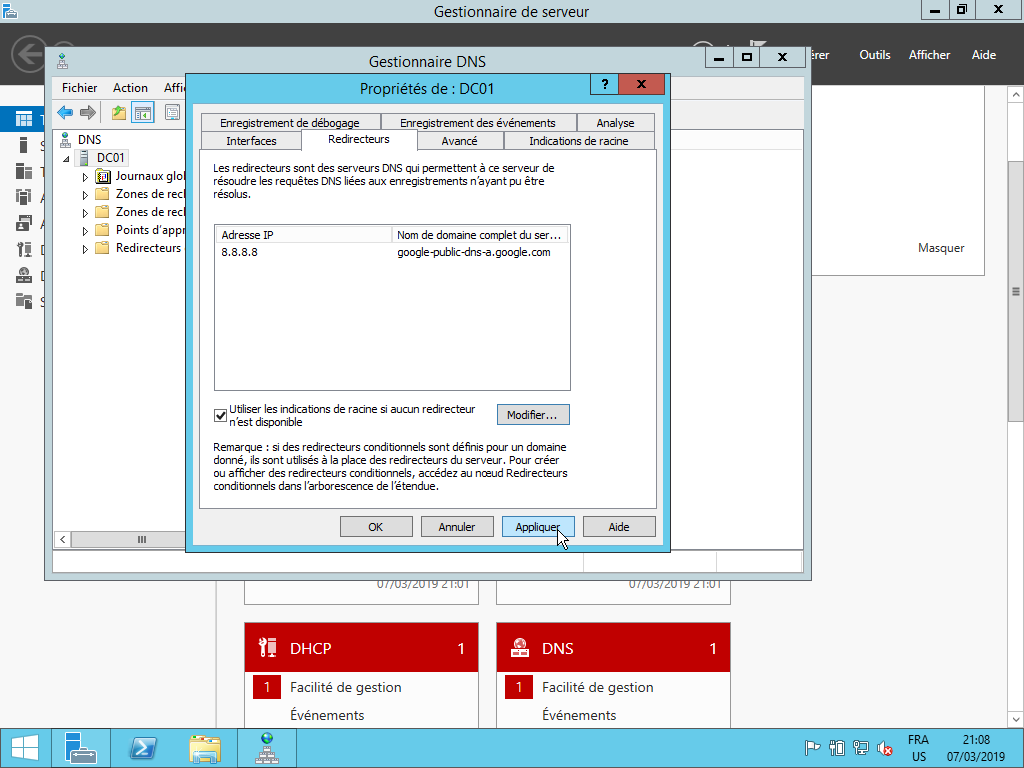 Gestionnaire de serveur
Outils Afficher Aide
Gestionnaire DNS
Fichier Action
Propriétés de : DC01
?
Enregistrement de débogage Enregistrement des événements Analyse
Interfaces Redirecteurs Avancé Indications de racine
DNS
DC01
Zones de
Zones de
Redirecteurs
Les redirecteurs sont des serveurs DNS qui permettent à ce serveur de
résoudre les requêtes DNS liées aux enregistrements n'ayant pu être
résolus.
Adresse IP Nom de domaine complet du ser...
8.8.8.8 google-public-dns-a.google.com
Utiliser les indications de racine si aucun redirecteur
n'est disponible
Modifier...
Remarque : si des redirecteurs conditionnels sont définis pour un domaine
donné, ils sont utilisés à la place des redirecteurs du serveur. Pour créer
ou afficher des redirecteurs conditionnels, accédez au nœud Redirecteurs
conditionnels dans l'arborescence de l'étendue.
OK Annuler Appliquer Aide
Masquer
07/03/2019 21:01 07/03/2019 21:01
DHCP 1 DNS 1
1 Facilité de gestion 1 Facilité de gestion
Événements Événements
FRA 21:08
US 07/03/2019